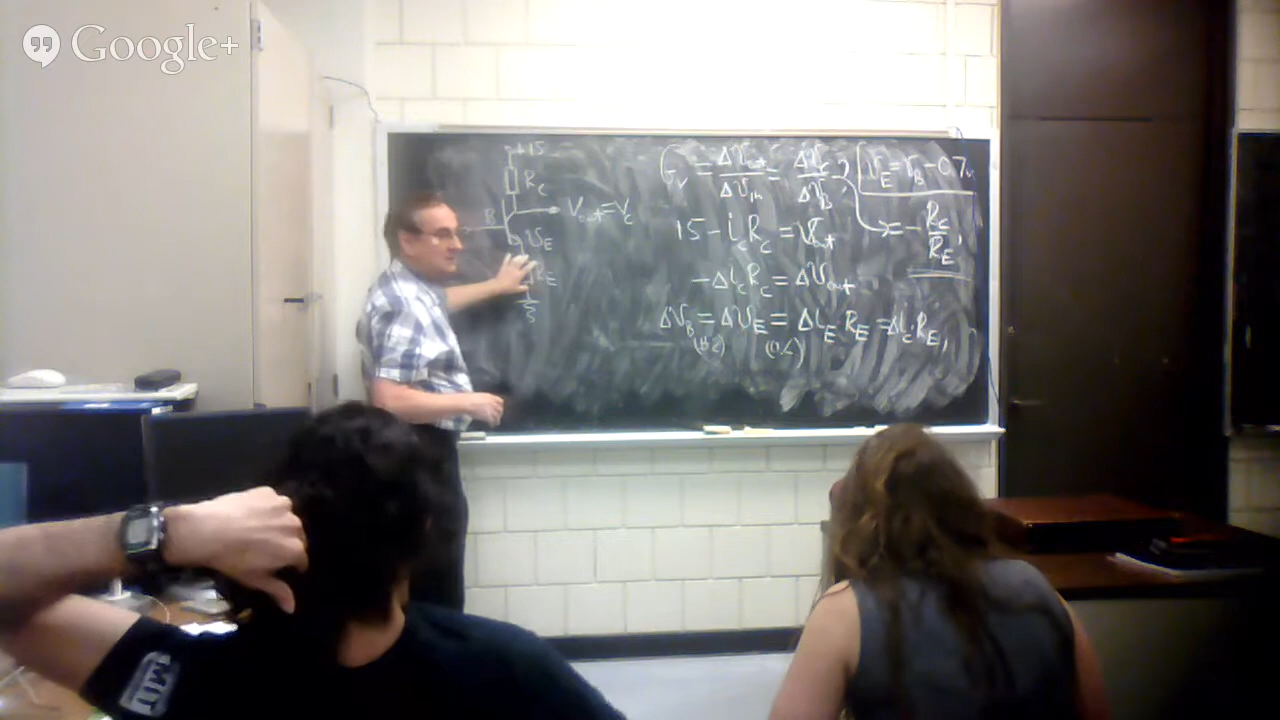 Google+
+15
R_C
B
V_out=V_C
V_E
R_E
G_V = ΔV_out/ΔV_in = ΔV_C/ΔV_B
V_E = V_B - 0.7v
= -R_C/R_E
15 - i_C R_C = V_out
-Δi_C R_C = ΔV_out
ΔV_B = ΔV_E = Δi_E R_E = Δi_C R_E
MIT